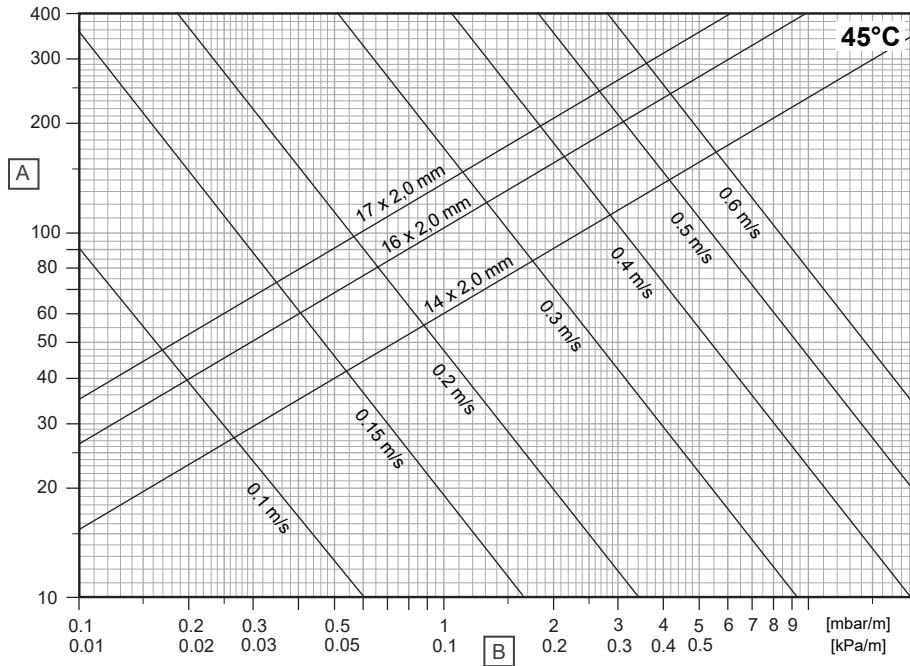 400
45°C
300
200
A
100
80
60
50
40
30
20
10
17 x 2,0 mm
16 x 2,0 mm
14 x 2,0 mm
0.1 m/s
0.15 m/s
0.2 m/s
0.3 m/s
0.4 m/s
0.5 m/s
0.6 m/s
0.1 0.2 0.3 0.5 1 2 3 4 5 6 7 8 9 [mbar/m]
0.01 0.02 0.03 0.05 0.1 0.2 0.3 0.4 0.5 [kPa/m]
B